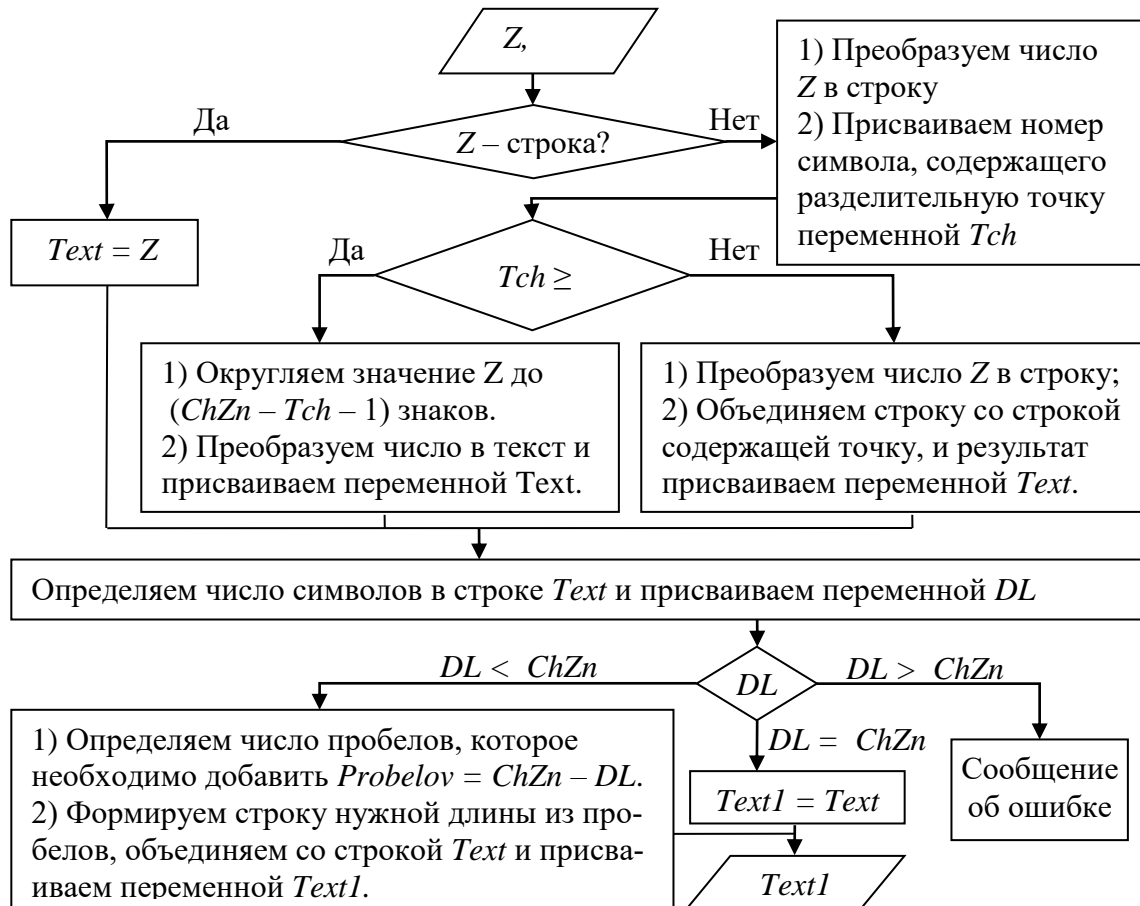 Z,
1) Преобразуем число
Z в строку
2) Присваиваем номер
символа, содержащего
разделительную точку
переменной Tch
Да
Z – строка?
Нет
Text = Z
Да
Tch ≥
Нет
1) Округляем значение Z до
(ChZn – Tch – 1) знаков.
2) Преобразуем число в текст и
присваиваем переменной Text.
1) Преобразуем число Z в строку;
2) Объединяем строку со строкой
содержащей точку, и результат
присваиваем переменной Text.
Определяем число символов в строке Text и присваиваем переменной DL
DL < ChZn
DL
DL > ChZn
DL = ChZn
1) Определяем число пробелов, которое
необходимо добавить Probelov = ChZn – DL.
2) Формируем строку нужной длины из про-
белов, объединяем со строкой Text и присва-
иваем переменной Text1.
Text1 = Text
Сообщение
об ошибке
Text1